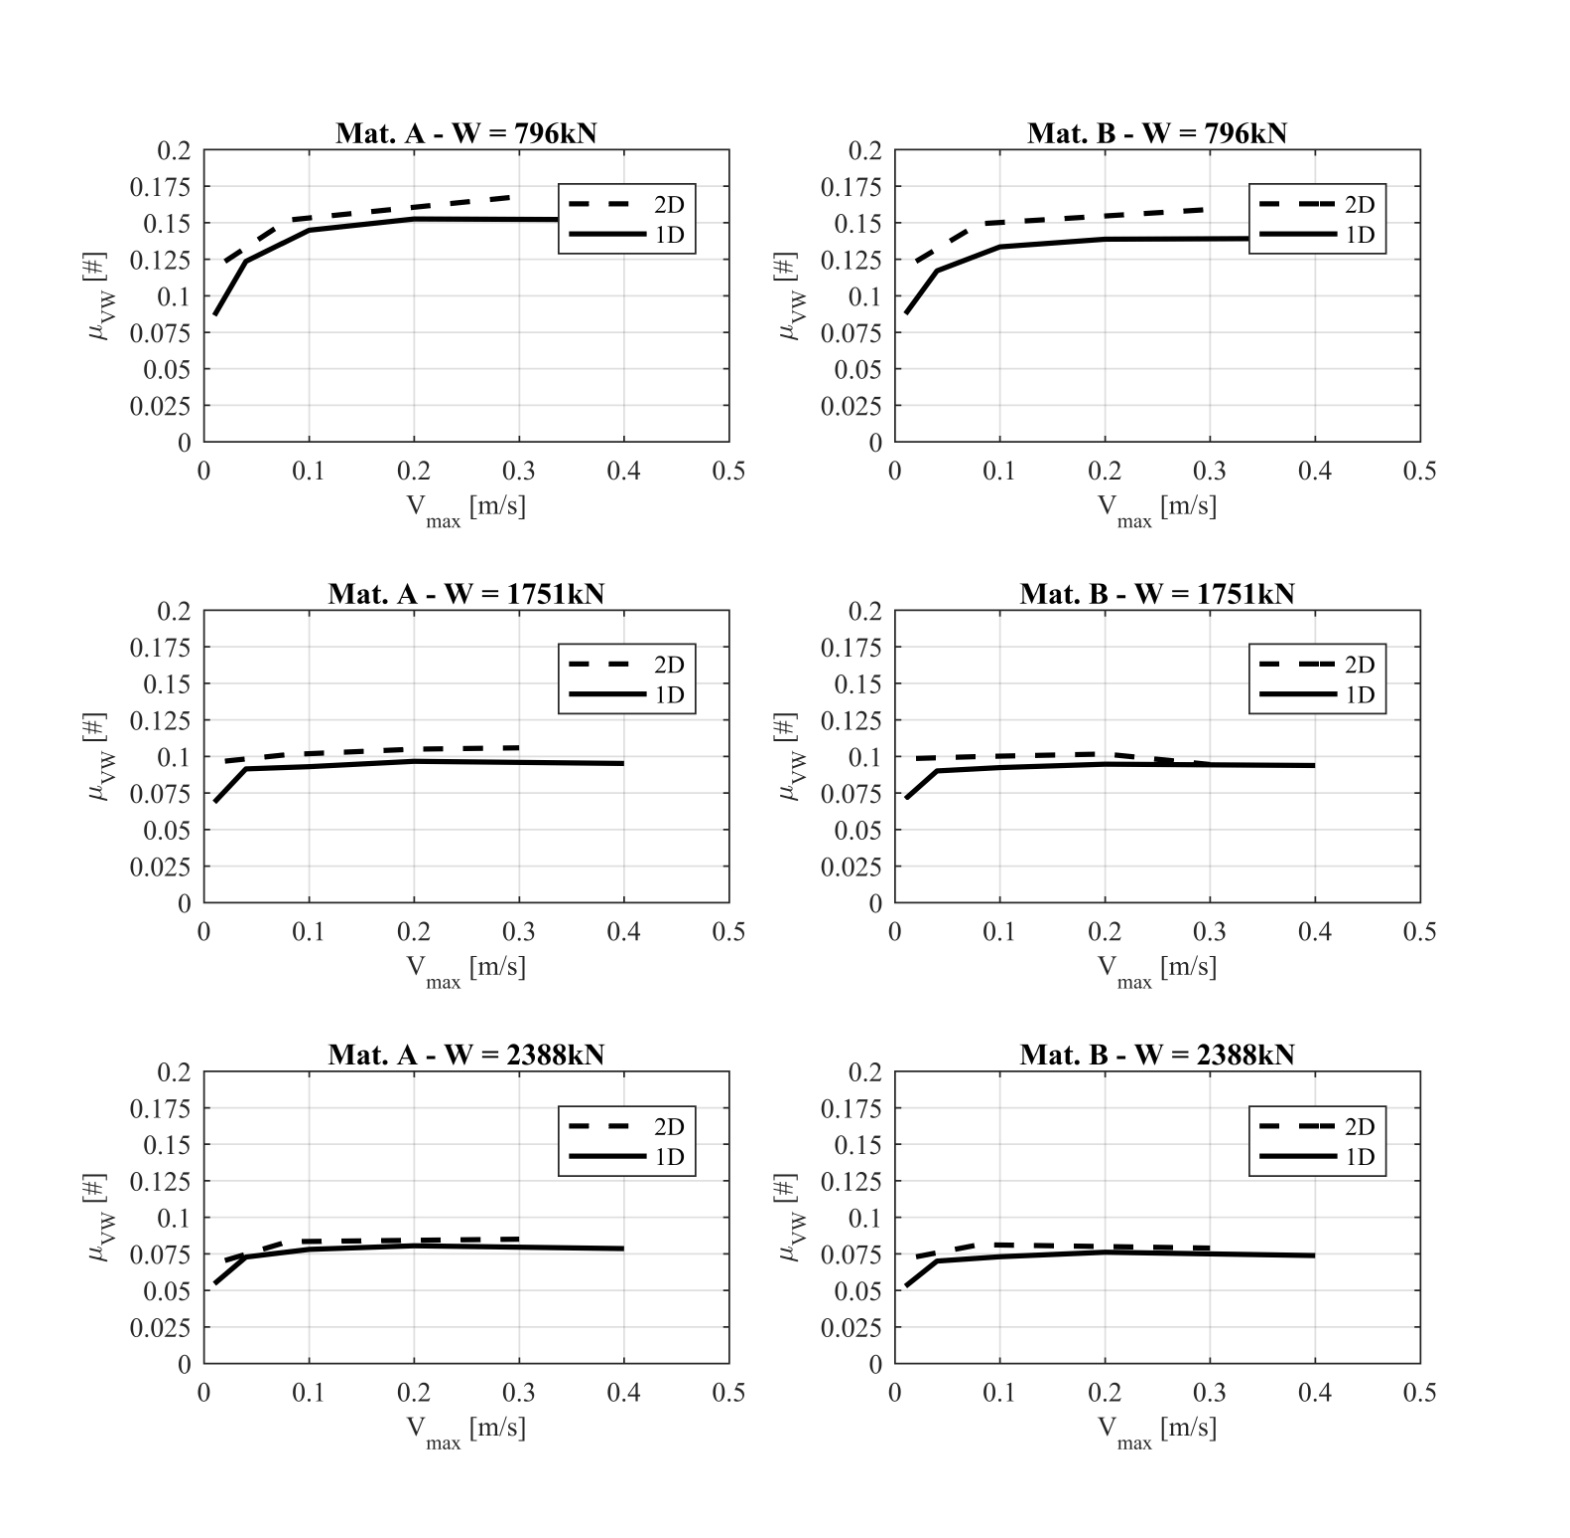 Mat. A - W = 796kN
0.2
0.175
0.15
0.125
0.1
0.075
0.05
0.025
0
μVW [#]
2D
1D
0 0.1 0.2 0.3 0.4 0.5
Vmax [m/s]
Mat. B - W = 796kN
0.2
0.175
0.15
0.125
0.1
0.075
0.05
0.025
0
μVW [#]
2D
1D
0 0.1 0.2 0.3 0.4 0.5
Vmax [m/s]
Mat. A - W = 1751kN
0.2
0.175
0.15
0.125
0.1
0.075
0.05
0.025
0
μVW [#]
2D
1D
0 0.1 0.2 0.3 0.4 0.5
Vmax [m/s]
Mat. B - W = 1751kN
0.2
0.175
0.15
0.125
0.1
0.075
0.05
0.025
0
μVW [#]
2D
1D
0 0.1 0.2 0.3 0.4 0.5
Vmax [m/s]
Mat. A - W = 2388kN
0.2
0.175
0.15
0.125
0.1
0.075
0.05
0.025
0
μVW [#]
2D
1D
0 0.1 0.2 0.3 0.4 0.5
Vmax [m/s]
Mat. B - W = 2388kN
0.2
0.175
0.15
0.125
0.1
0.075
0.05
0.025
0
μVW [#]
2D
1D
0 0.1 0.2 0.3 0.4 0.5
Vmax [m/s]